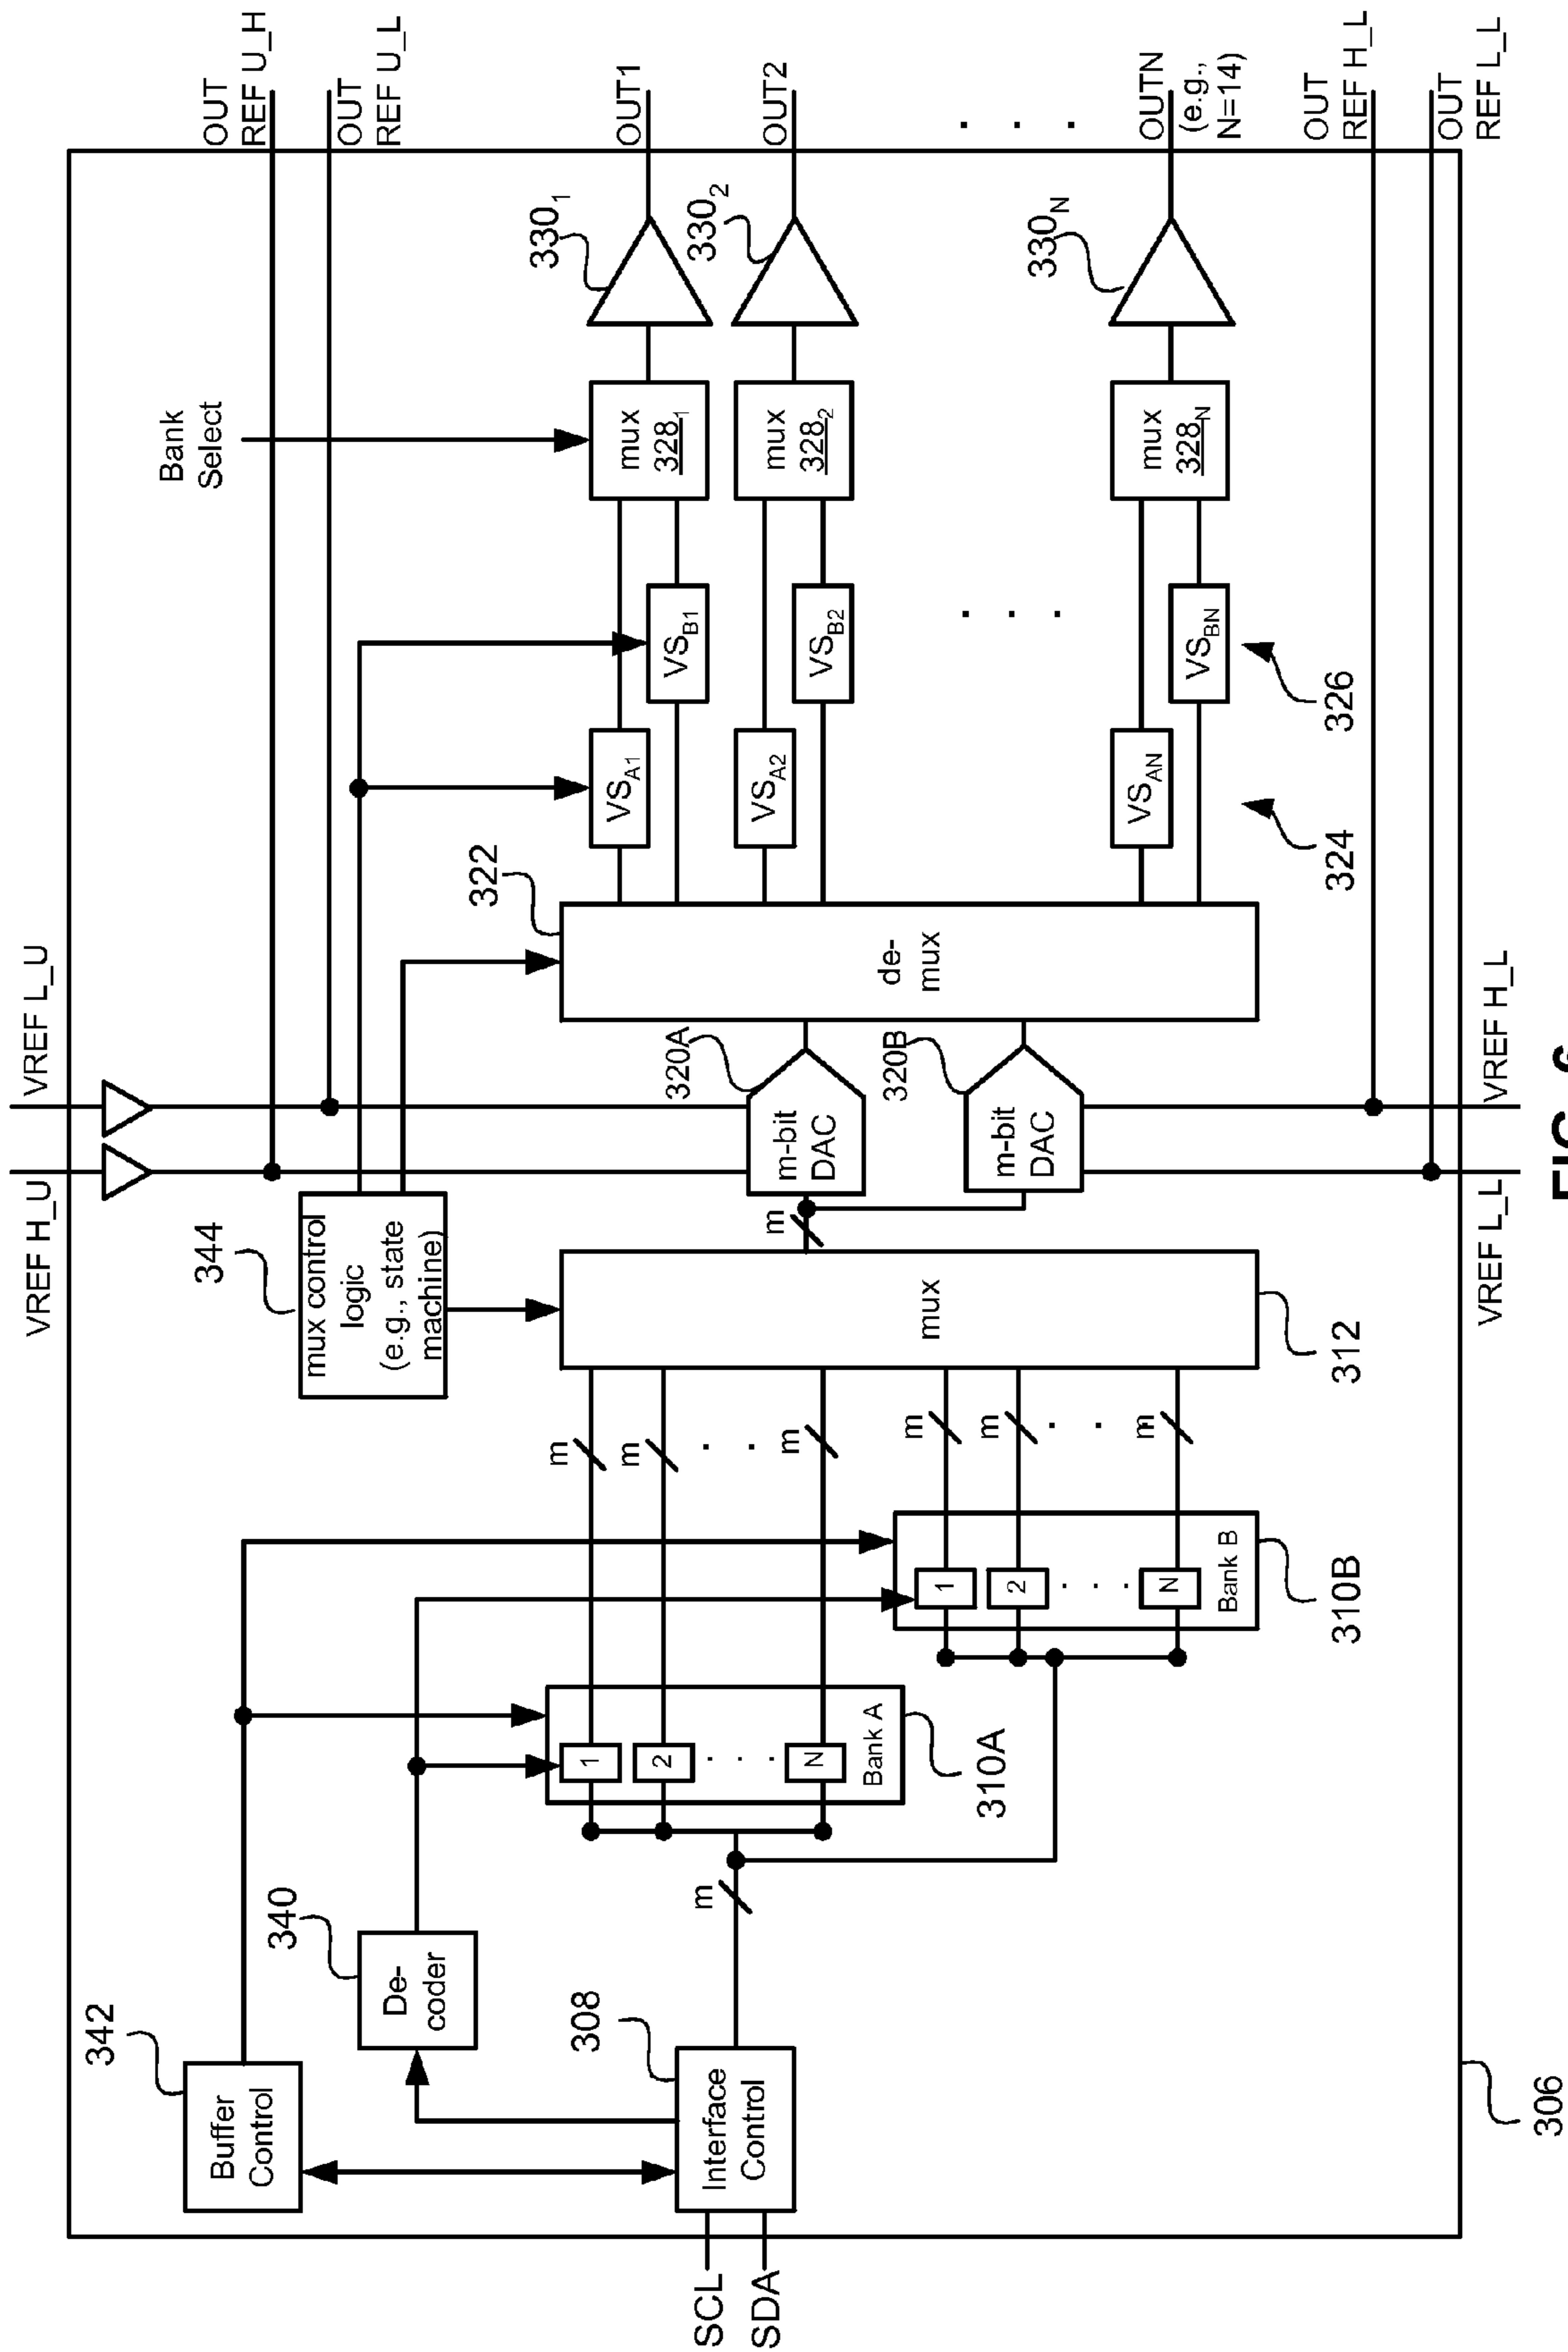 VREF H_U
VREF L_U
OUT
REF U_H
OUT
REF U_L
Bank
Select
342
Buffer
Control
340
De-
coder
344
mux control
logic
(e.g., state
machine)
308
Interface
Control
SCL
SDA
m
1
2
. . .
N
Bank A
310A
1
2
. . .
N
Bank B
310B
m
m
. .
m
m
m
. .
m
mux
312
m
m-bit
DAC
320A
m-bit
DAC
320B
de-
mux
322
VSA1
VSB1
VSA2
VSB2
. . .
VSAN
VSBN
324
326
mux
3281
mux
3282
mux
328N
3301
3302
330N
OUT1
OUT2
. . .
OUTN
(e.g.,
N=14)
OUT
REF H_L
OUT
REF L_L
VREF L_L
VREF H_L
306
FIG. 6